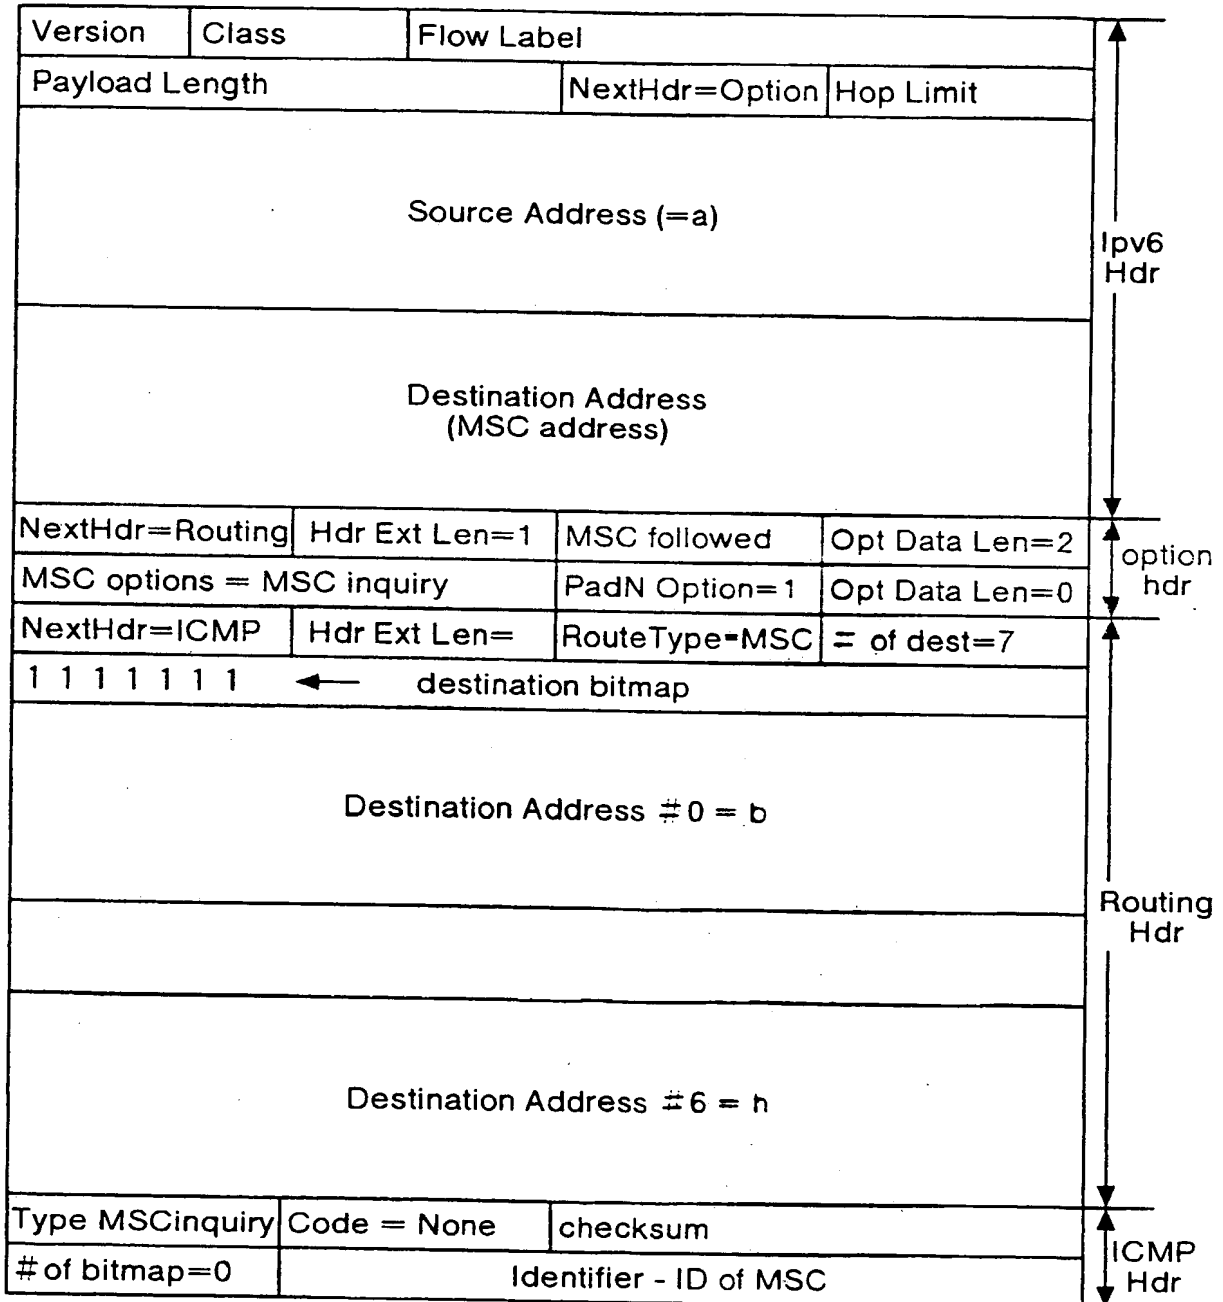 Version Class Flow Label
Payload Length NextHdr=Option Hop Limit
Source Address (=a)
Ipv6
Hdr
Destination Address
(MSC address)
NextHdr=Routing Hdr Ext Len=1 MSC followed Opt Data Len=2
MSC options = MSC inquiry PadN Option=1 Opt Data Len=0
option
hdr
NextHdr=ICMP Hdr Ext Len= RouteType=MSC = of dest=7
1 1 1 1 1 1 1 ← destination bitmap
Destination Address #0 = b
Routing
Hdr
Destination Address #6 = h
Type MSCinquiry Code = None checksum
# of bitmap=0 Identifier - ID of MSC
ICMP
Hdr